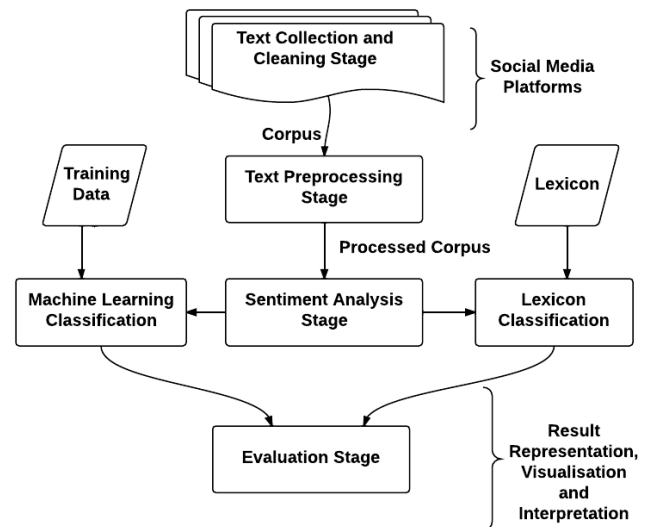 Text Collection and
Cleaning Stage
Social Media
Platforms
Corpus
Training
Data
Text Preprocessing
Stage
Lexicon
Processed Corpus
Machine Learning
Classification
Sentiment Analysis
Stage
Lexicon
Classification
Evaluation Stage
Result
Representation,
Visualisation
and
Interpretation